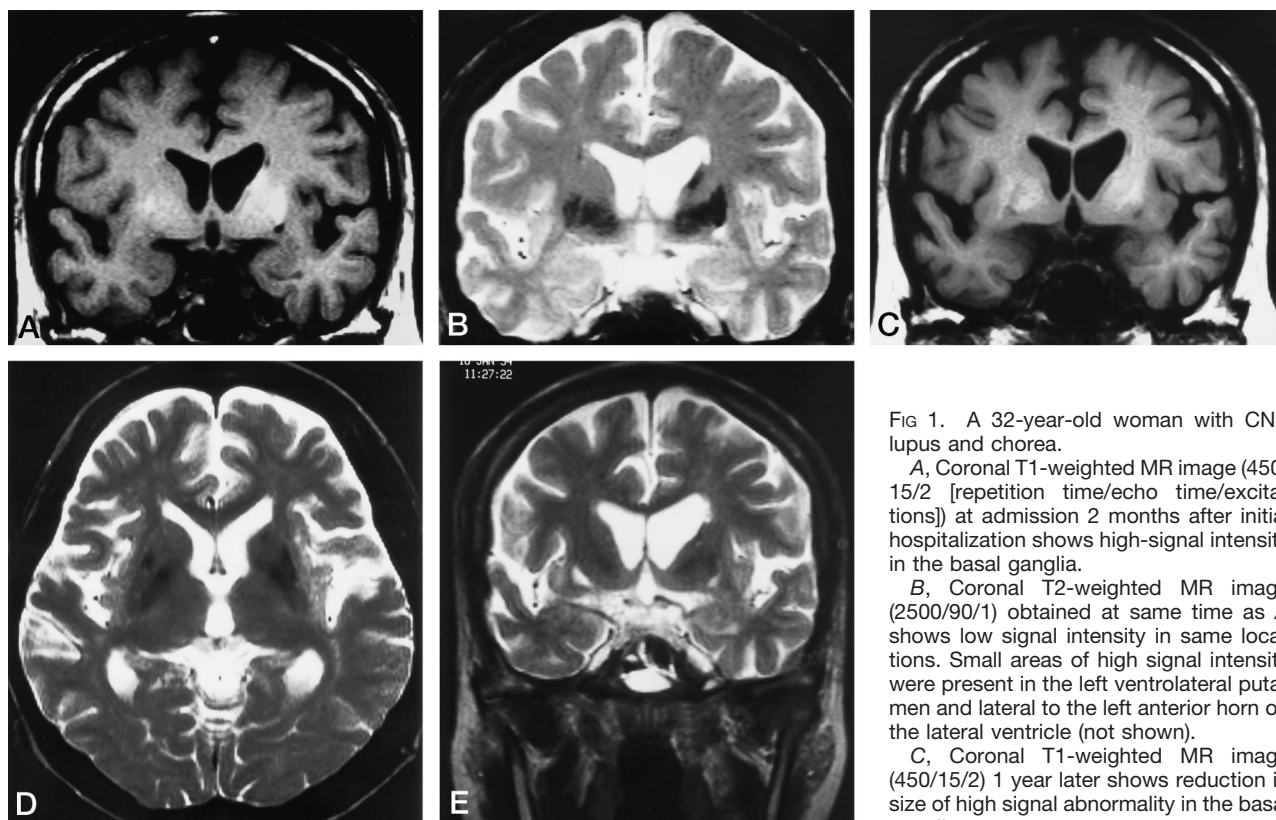 A
B
C
D
E
11:27:22
FIG 1. A 32-year-old woman with CN
lupus and chorea.
A, Coronal T1-weighted MR image (450
15/2 [repetition time/echo time/excita
tions]) at admission 2 months after initia
hospitalization shows high-signal intensit
in the basal ganglia.
B, Coronal T2-weighted MR imag
(2500/90/1) obtained at same time as
shows low signal intensity in same loca
tions. Small areas of high signal intensit
were present in the left ventrolateral puta
men and lateral to the left anterior horn o
the lateral ventricle (not shown).
C, Coronal T1-weighted MR imag
(450/15/2) 1 year later shows reduction i
size of high signal abnormality in the basa